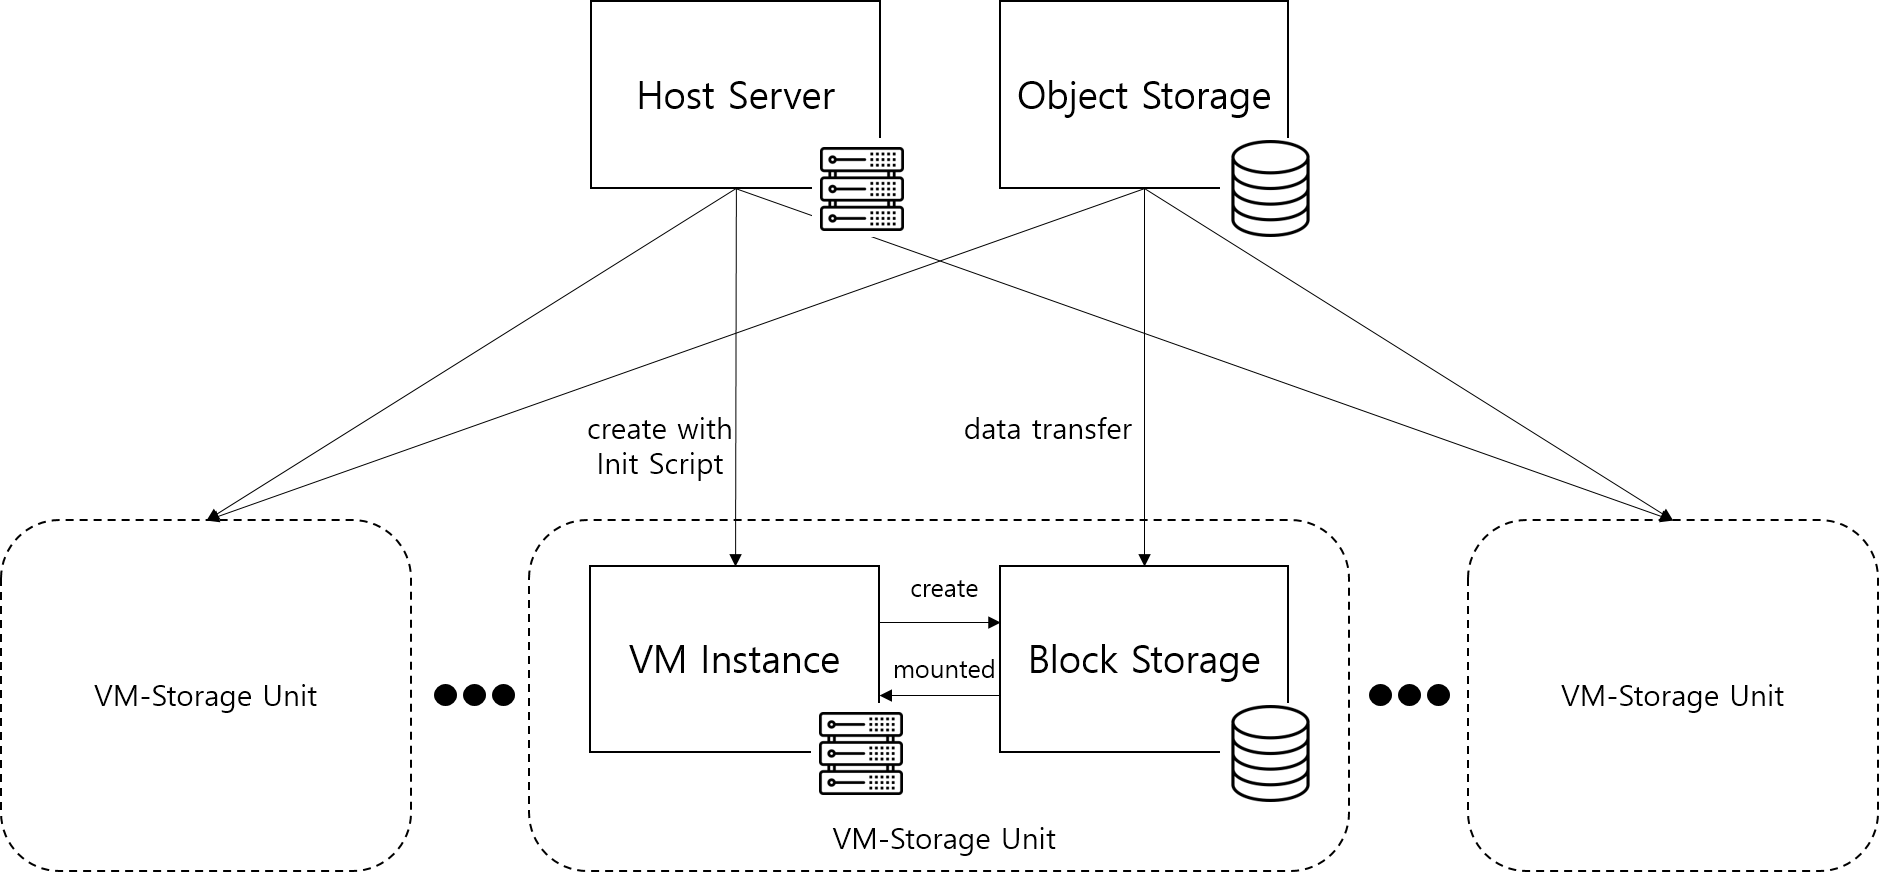 Host Server
Object Storage
create with
Init Script
data transfer
create
VM Instance
Block Storage
mounted
VM-Storage Unit
VM-Storage Unit
VM-Storage Unit